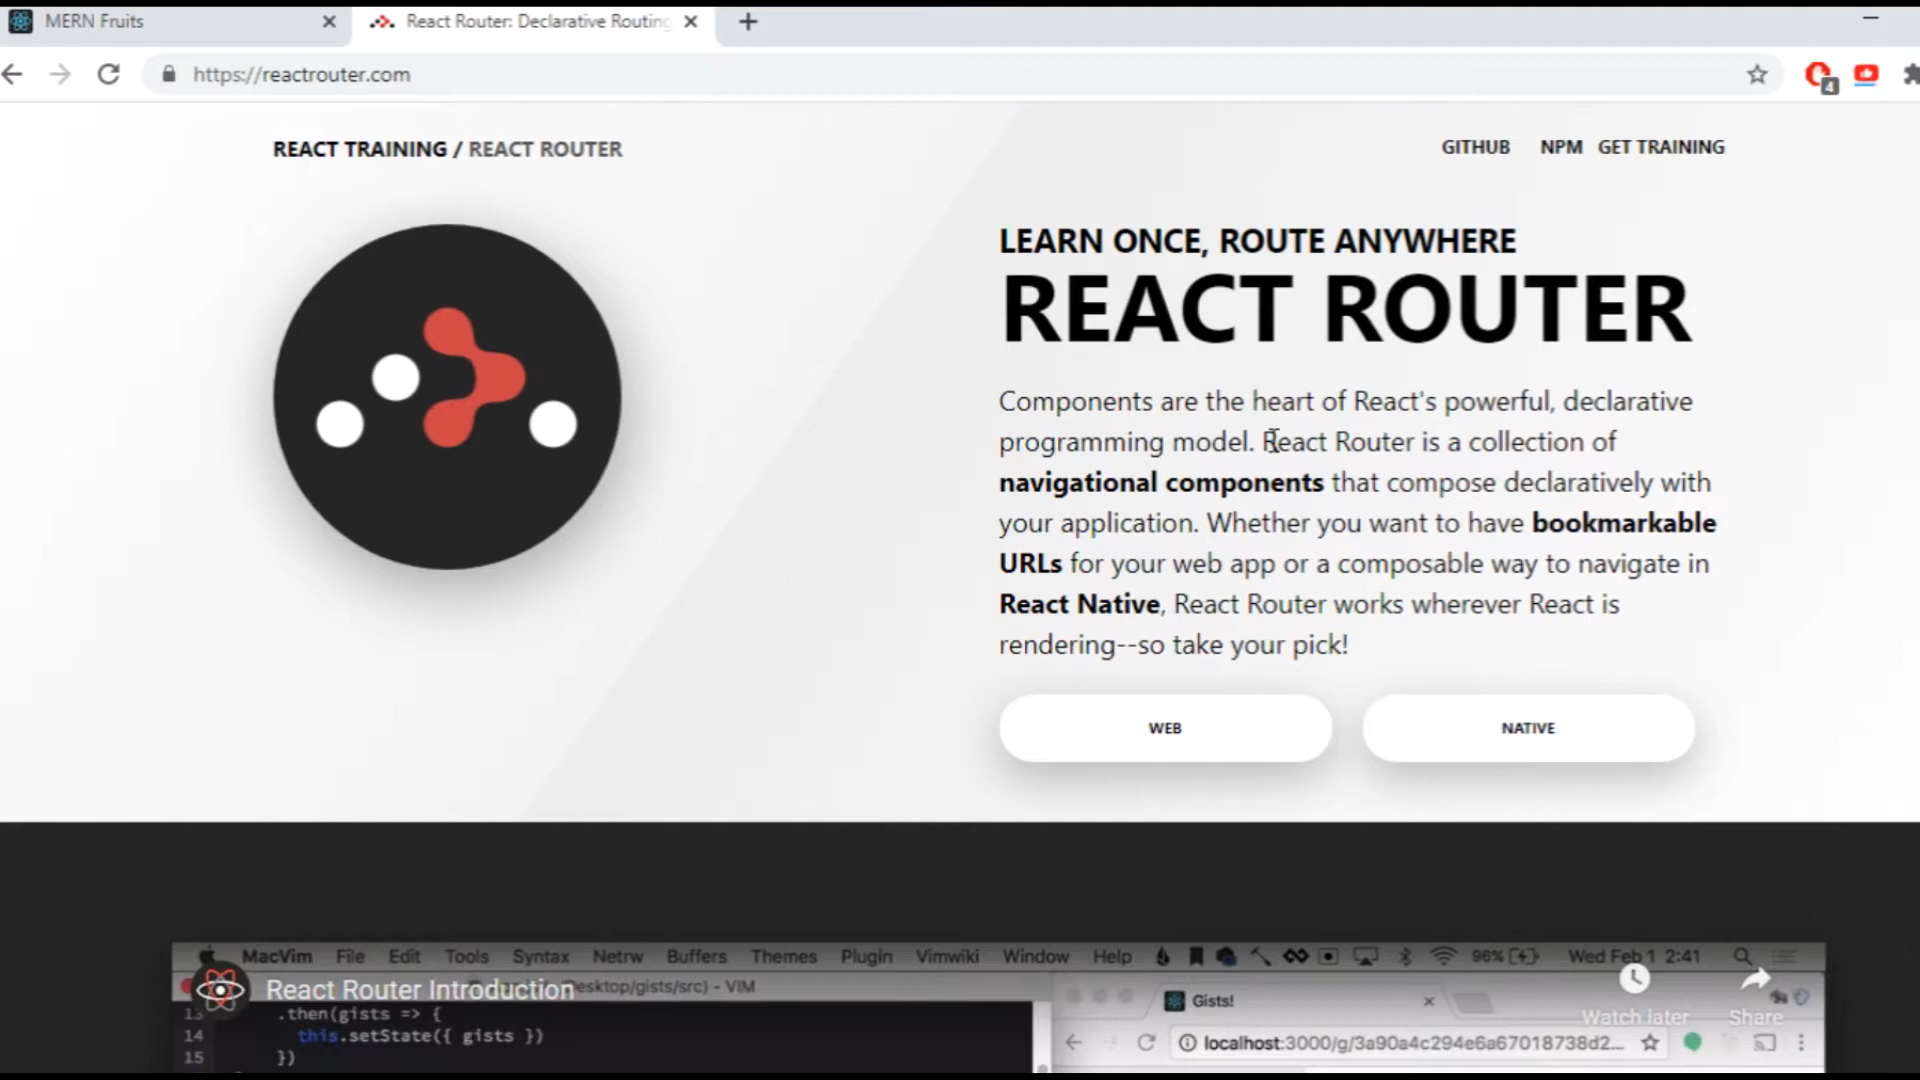 MERN Fruits
React Router: Declarative Routing
https://reactrouter.com
4
REACT TRAINING / REACT ROUTER
GITHUB NPM GET TRAINING
LEARN ONCE, ROUTE ANYWHERE
REACT ROUTER
Components are the heart of React's powerful, declarative
programming model. React Router is a collection of
navigational components that compose declaratively with
your application. Whether you want to have bookmarkable
URLs for your web app or a composable way to navigate in
React Native, React Router works wherever React is
rendering--so take your pick!
WEB
NATIVE
MacVim File Edit Tools Syntax Netrw Buffers Themes Plugin Vimwiki Window Help 96% Wed Feb 1 2:41
React Router Introduction
esktop/gists/src) - VIM
Gists!
Watch later
Share
13 .then(gists => {
14 this.setState({ gists })
15 })
localhost:3000/g/3a90a4c294e6a67018738d2...